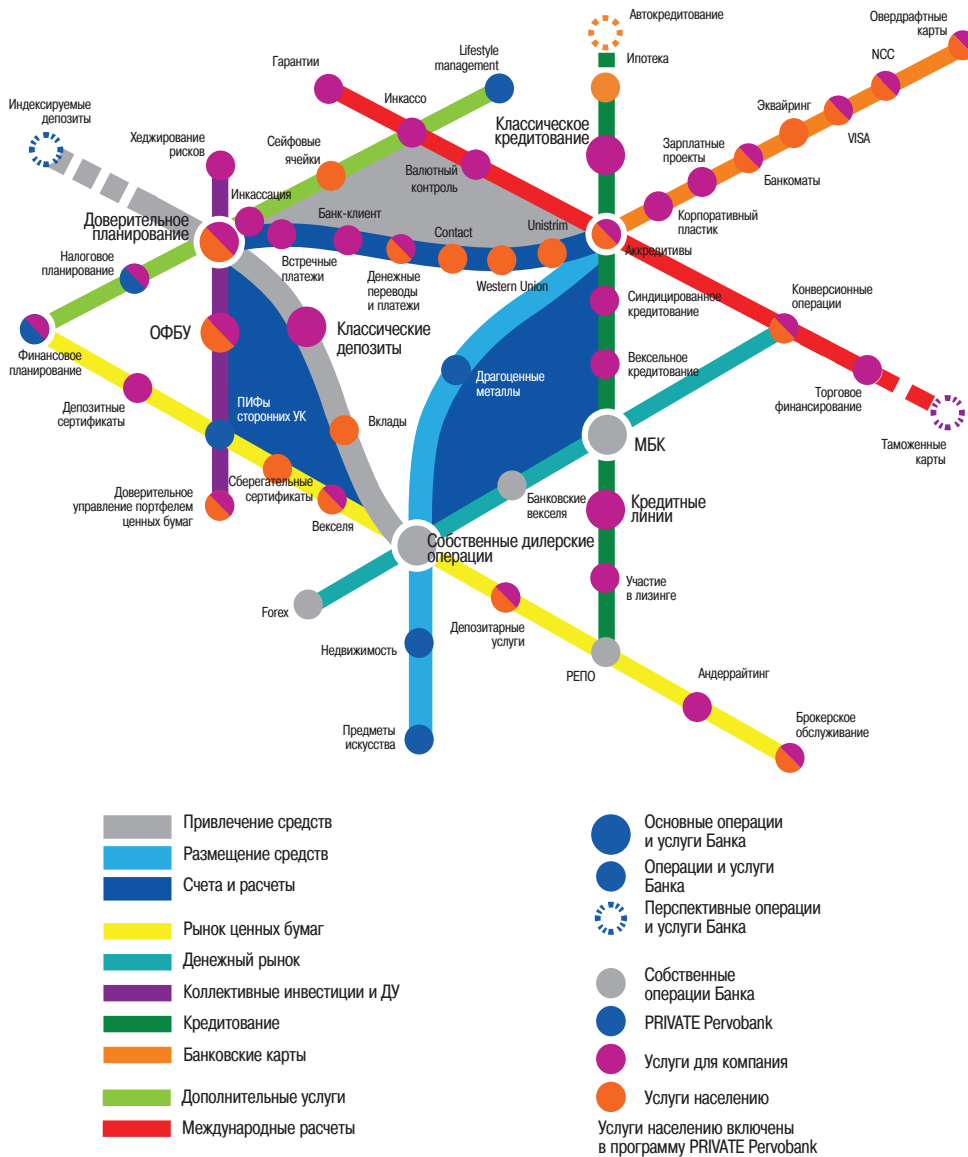 Автокредитование
Овердрафтные
карты
Lifestyle
management
Гарантии
Ипотека
NCC
Инкассо
Эквайринг
Индексируемые
депозиты
Хеджирование
рисков
Классическое
кредитование
VISA
Сейфовые
ячейки
Зарплатные
проекты
Валютный
контроль
Банкоматы
Инкассация
Банк-клиент
Корпоративный
пластик
Доверительное
планирование
Contact
Unistrim
Аккредитивы
Налоговое
планирование
Встречные
платежи
Денежные
переводы
и платежи
Western Union
Конверсионные
операции
Синдицированное
кредитование
ОФБУ
Классические
депозиты
Финансовое
планирование
Драгоценные
металлы
Вексельное
кредитование
Торговое
финансирование
Депозитные
сертификаты
ПИФы
сторонних УК
Вклады
МБК
Таможенные
карты
Доверительное
управление портфелем
ценных бумаг
Сберегательные
сертификаты
Векселя
Банковские
векселя
Кредитные
линии
Собственные дилерские
операции
Участие
в лизинге
Forex
Депозитарные
услуги
Недвижимость
РЕПО
Андеррайтинг
Брокерское
обслуживание
Предметы
искусства
Привлечение средств
Размещение средств
Счета и расчеты
Рынок ценных бумаг
Денежный рынок
Коллективные инвестиции и ДУ
Кредитование
Банковские карты
Дополнительные услуги
Международные расчеты
Основные операции
и услуги Банка
Операции и услуги
Банка
Перспективные операции
и услуги Банка
Собственные
операции Банка
PRIVATE Pervobank
Услуги для компания
Услуги населению
Услуги населению включены
в программу PRIVATE Pervobank